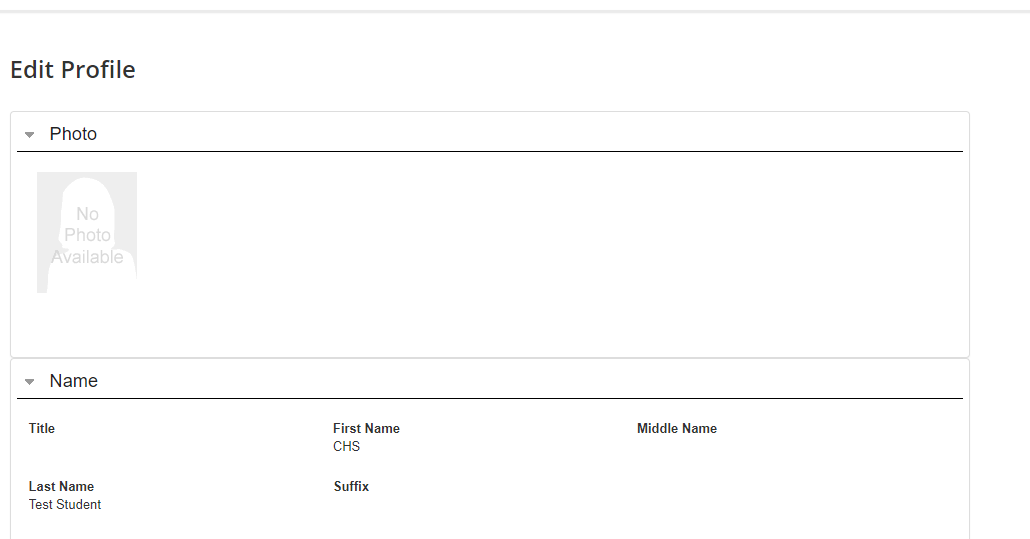 Edit Profile
Photo
No
Photo
Available
Name
Title
First Name
Middle Name
CHS
Last Name
Suffix
Test Student